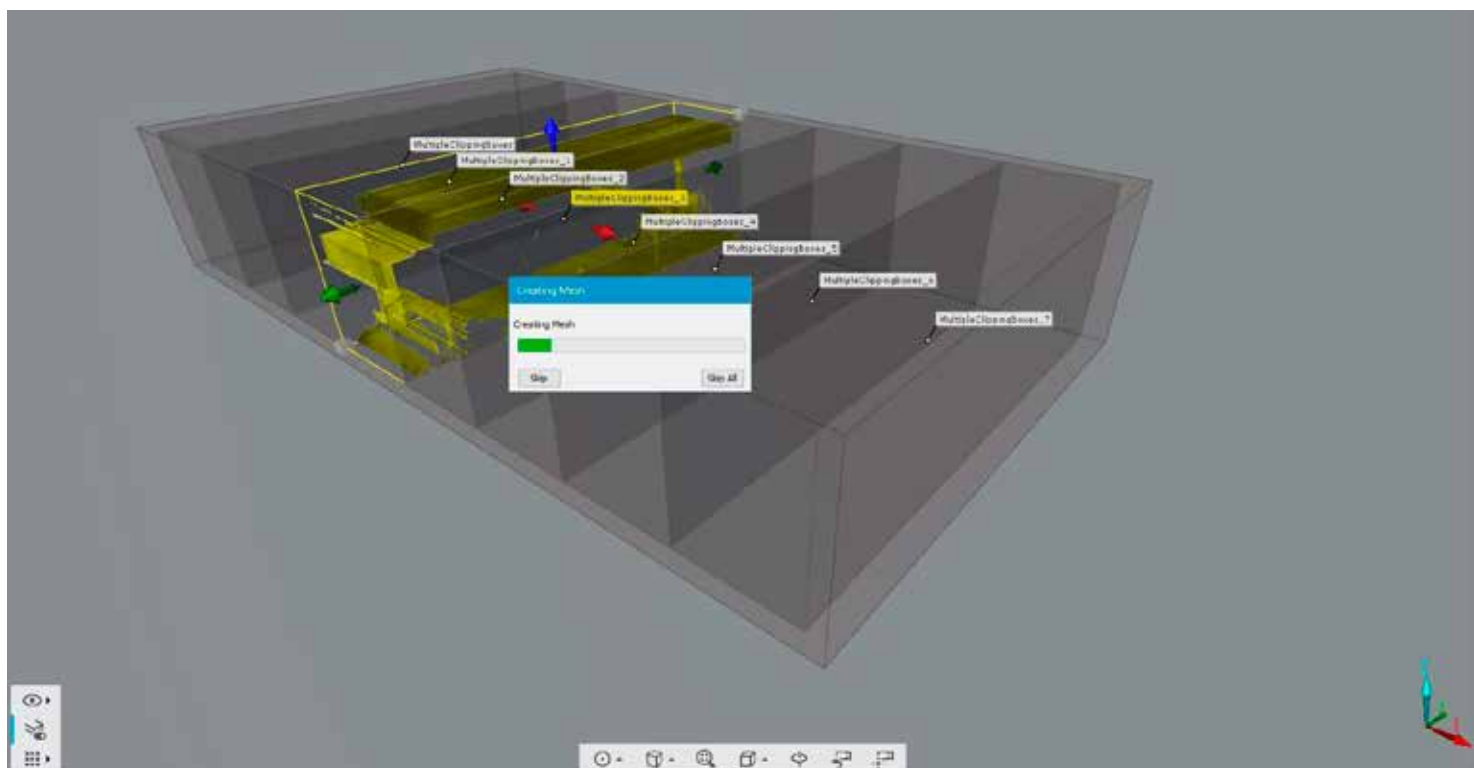 MultipleClippingBoxes
MultipleClippingBoxes_1
MultipleClippingBoxes_2
MultipleClippingBoxes_3
MultipleClippingBoxes_4
MultipleClippingBoxes_5
MultipleClippingBoxes_6
MultipleClippingBoxes_7
Creating Mesh
Creating Mesh
Skip
Skip All